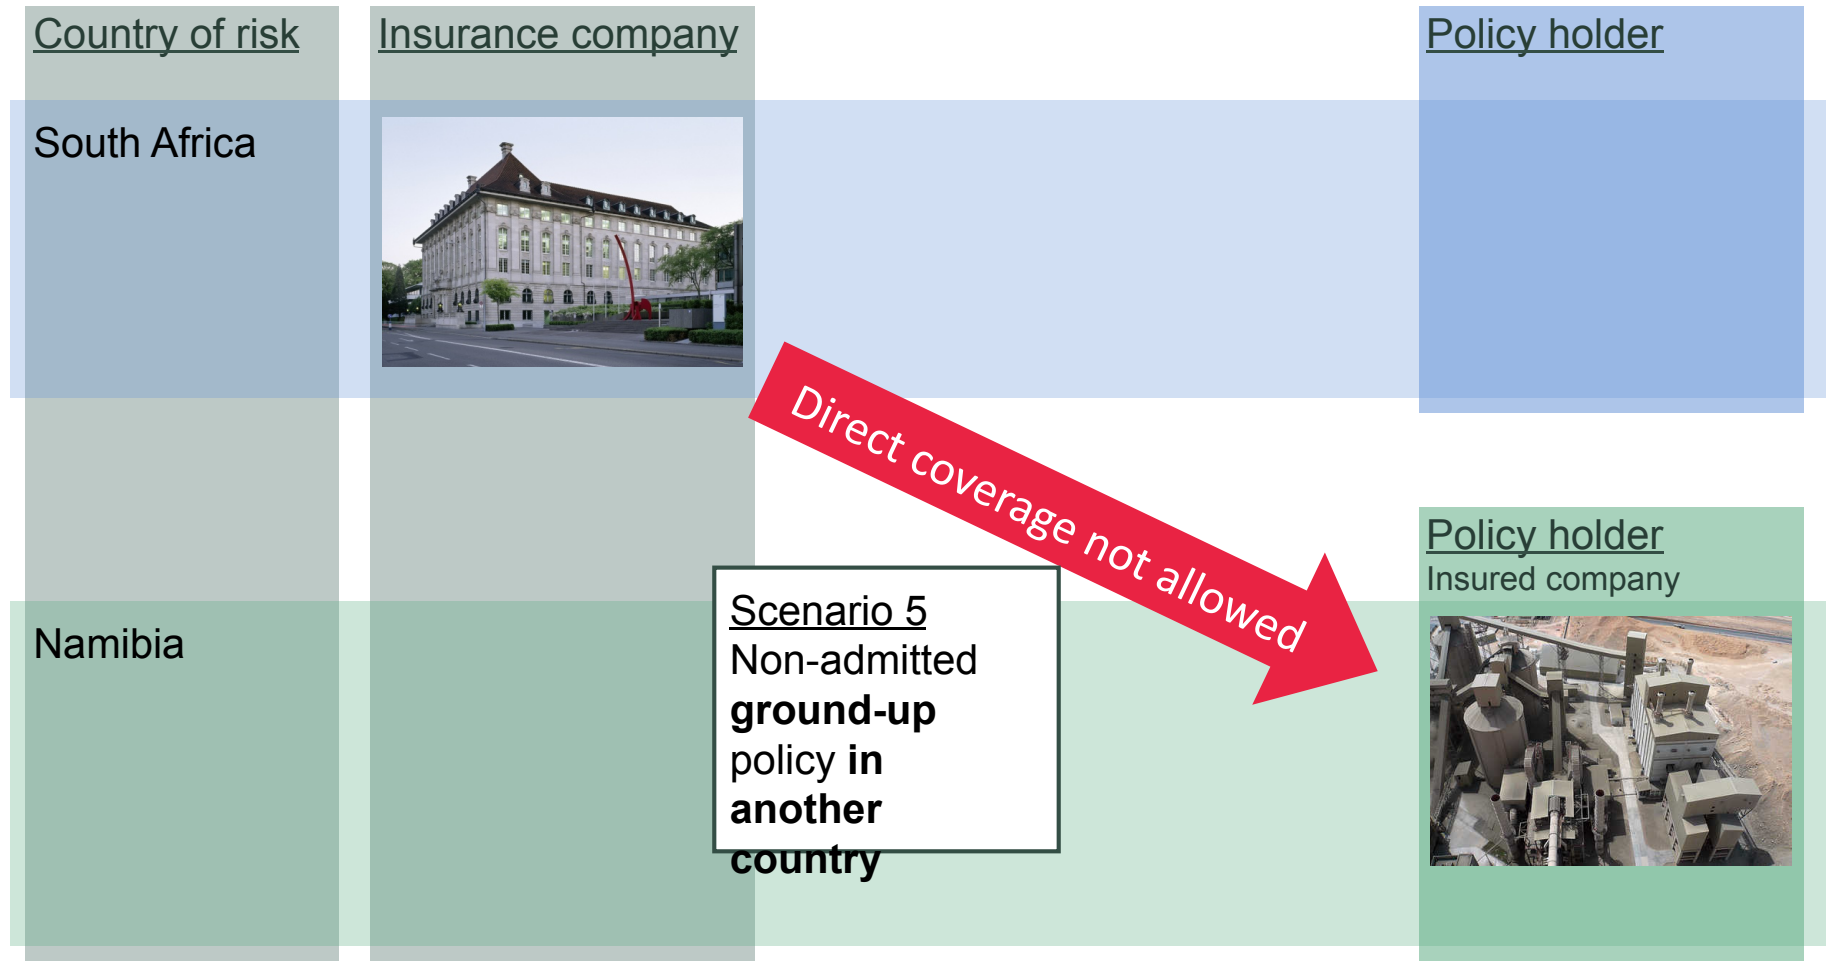 Country of risk
Insurance company
Policy holder
South Africa
Direct coverage not allowed
Policy holder
Insured company
Scenario 5
Non-admitted
ground-up
policy in
another
country
Namibia